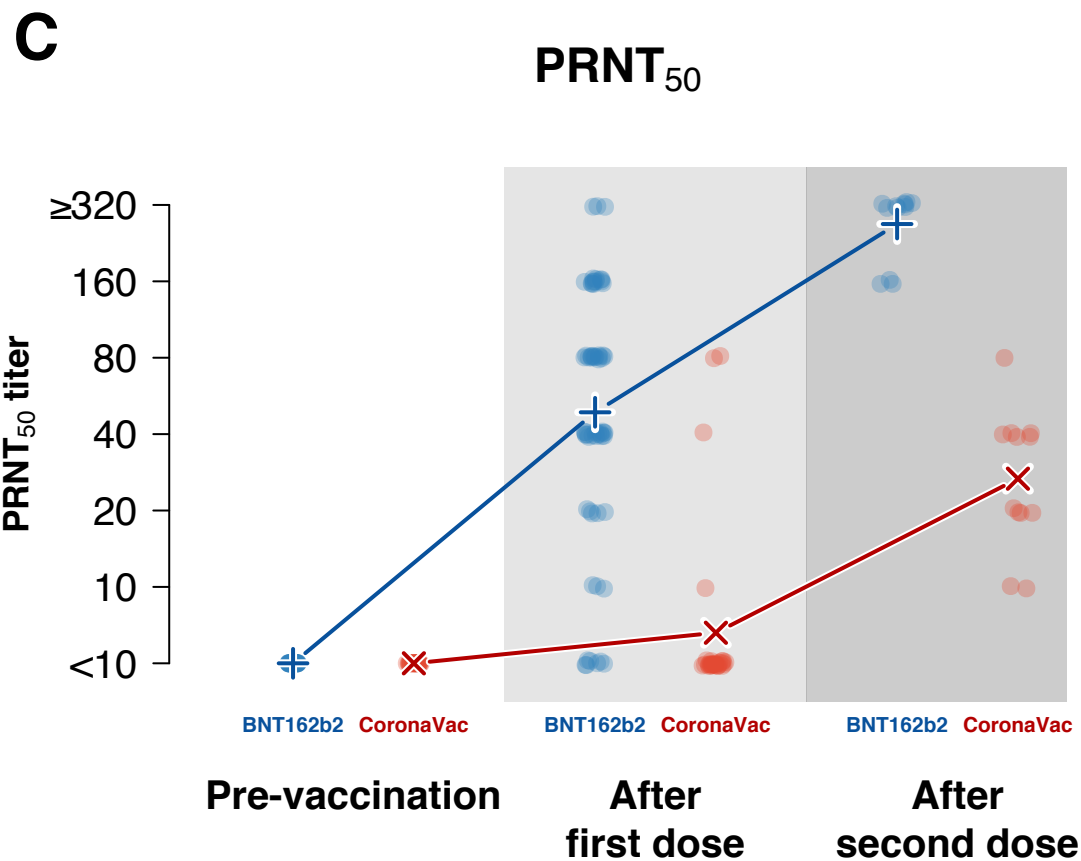 C
PRNT50
PRNT50 titer
≥320
160
80
40
20
10
<10
BNT162b2 CoronaVac BNT162b2 CoronaVac BNT162b2 CoronaVac
Pre-vaccination After After
first dose second dose